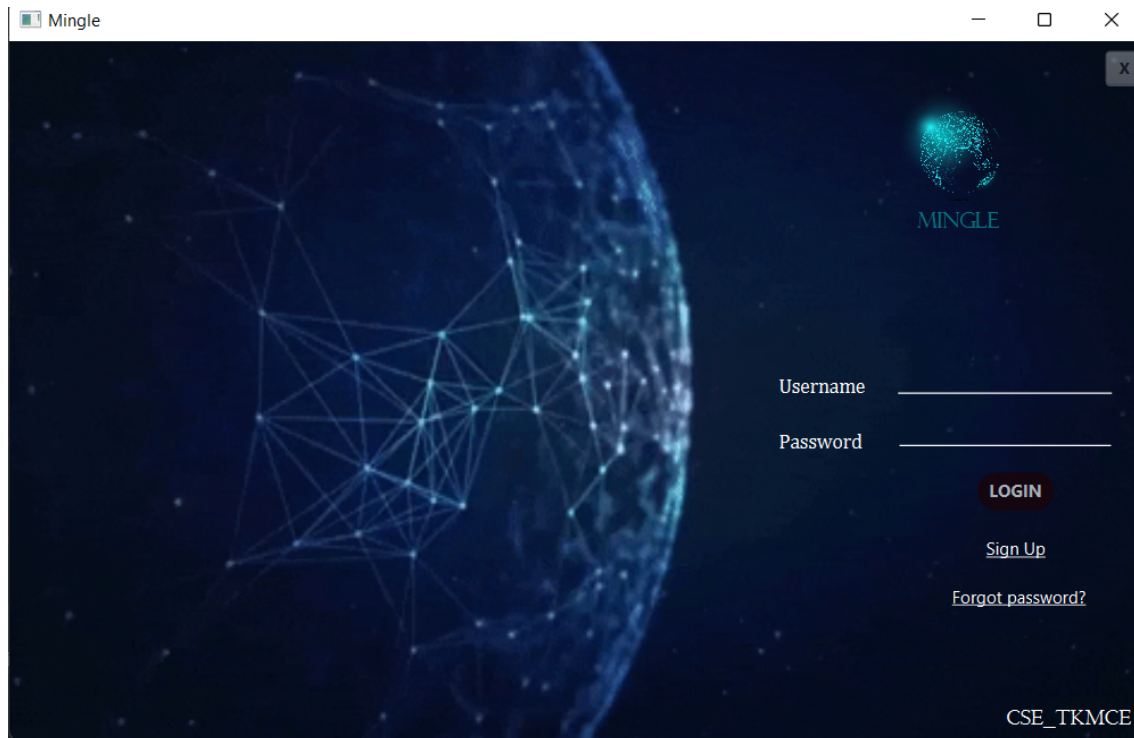 Mingle
X
MINGLE
Username
Password
LOGIN
Sign Up
Forgot password?
CSE_TKMCE